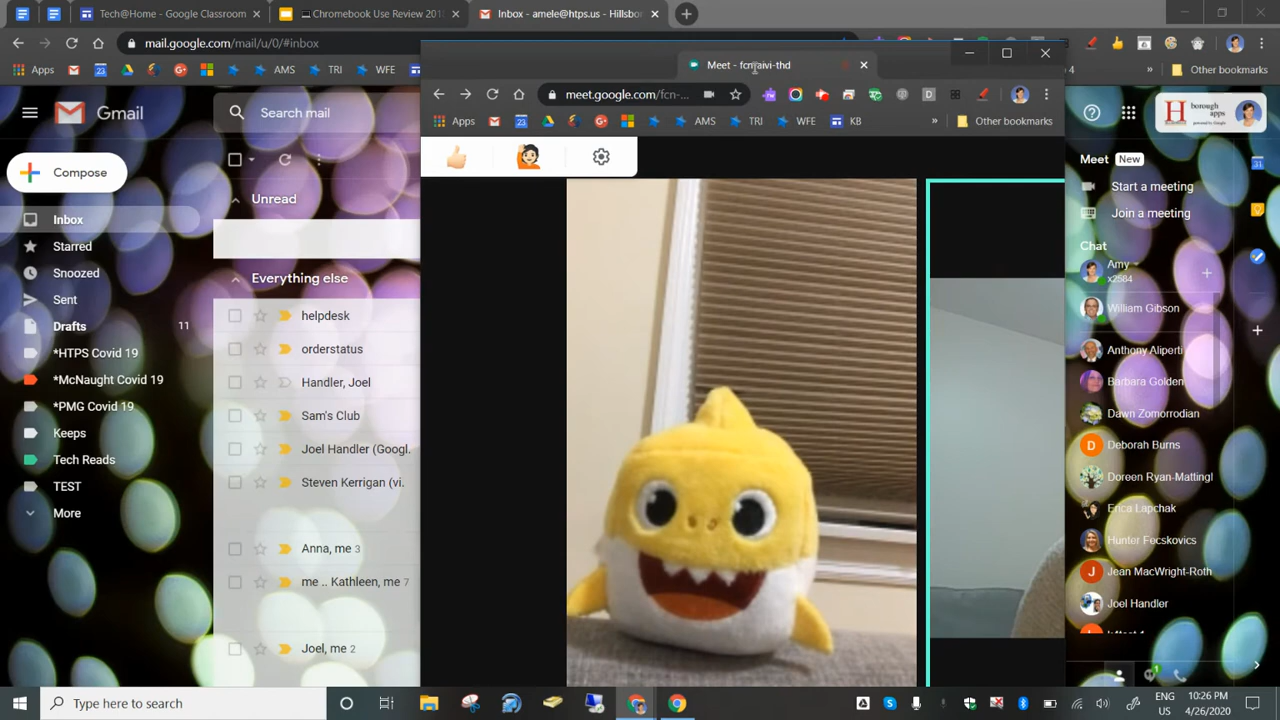 Tech@Home - Google Classroom
Chromebook Use Review 201
Inbox - amele@htps.us - Hillsbor
mail.google.com/mail/u/0/#inbox
Apps
AMS
TRI
WFE
Other bookmarks
Meet - fcn-aivi-thd
meet.google.com/fcn-...
Apps
AMS
TRI
WFE
KB
Other bookmarks
Gmail
Search mail
borough
apps
powered by Google
Compose
Inbox
Starred
Snoozed
Sent
Drafts 11
*HTPS Covid 19
*McNaught Covid 19
*PMG Covid 19
Keeps
Tech Reads
TEST
More
Unread
Everything else
helpdesk
orderstatus
Handler, Joel
Sam's Club
Joel Handler (Googl.
Steven Kerrigan (vi.
Anna, me 3
me .. Kathleen, me 7
Joel, me 2
Meet New
Start a meeting
Join a meeting
Chat
Amy
x2584
William Gibson
Anthony Aliperti
Barbara Golden
Dawn Zomorrodian
Deborah Burns
Doreen Ryan-Mattingl
Erica Lapchak
Hunter Fecskovics
Jean MacWright-Roth
Joel Handler
Type here to search
ENG
US
10:26 PM
4/26/2020